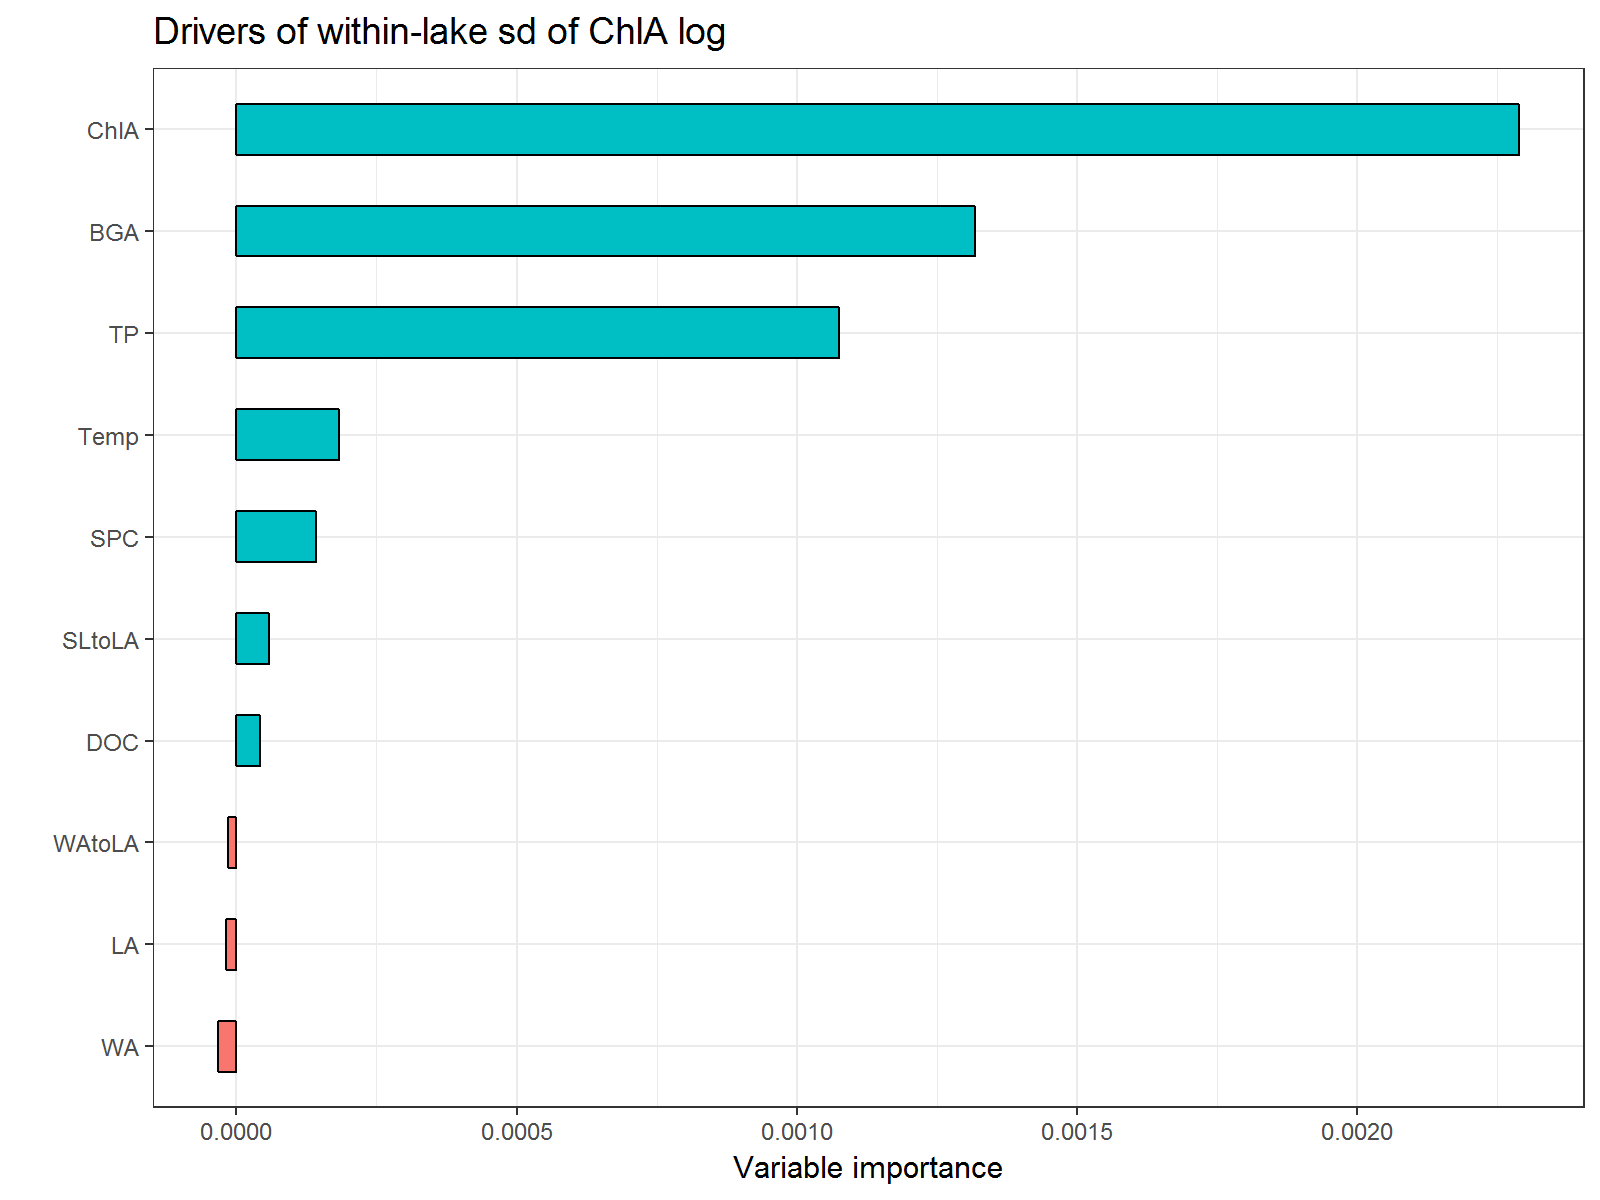 Drivers of within-lake sd of ChlA log
ChlA
BGA
TP
Temp
SPC
SLtoLA
DOC
WAtoLA
LA
WA
0.0000 0.0005 0.0010 0.0015 0.0020
Variable importance